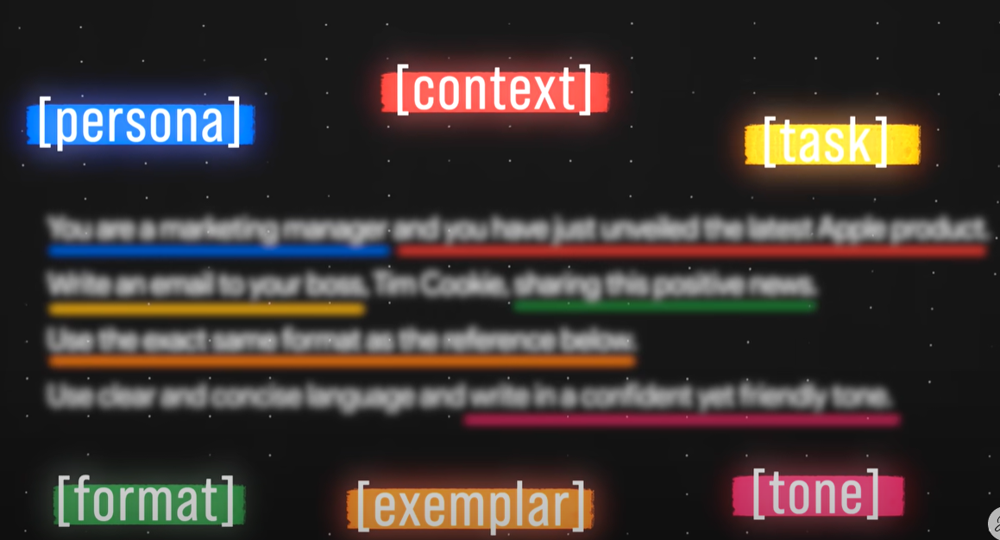 [context]
[persona]
[task]
You are a marketing manager and you have just unveiled the latest Apple product.
Write an email to your boss, Tim Cookie, sharing this positive news.
Use the exact same format as the reference below.
Use clear and concise language and write in a confident yet friendly tone.
[format]
[exemplar]
[tone]